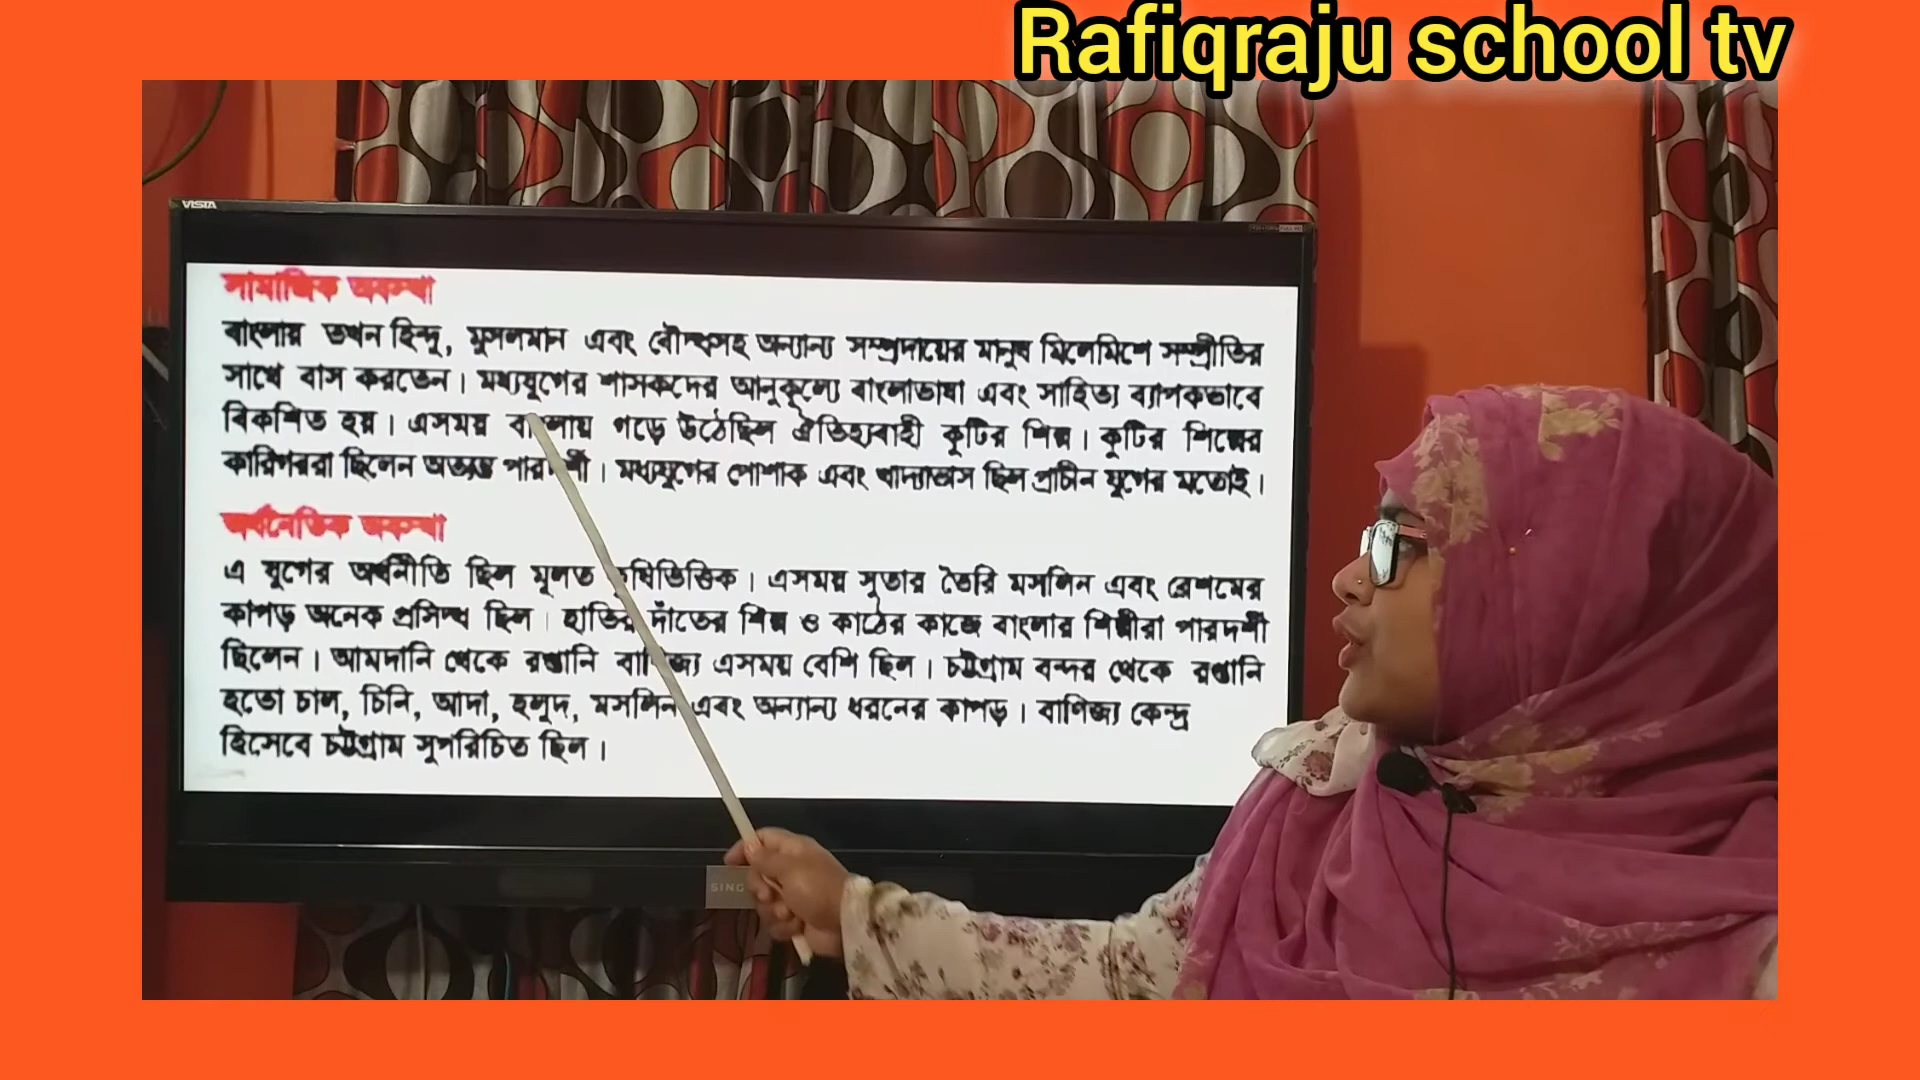 Rafiqraju school tv
VISTA
সামাজিক অবস্থা
বাংলায় তখন হিন্দু, মুসলমান এবং বৌদ্ধসহ অন্যান্য সম্প্রদায়ের মানুষ মিলেমিশে সম্প্রীতির
সাথে বাস করতেন। মধ্যযুগের শাসকদের আনুকূল্যে বাংলাভাষা এবং সাহিত্য ব্যাপকভাবে
বিকশিত হয়। এসময় বাংলায় গড়ে উঠেছিল ঐতিহ্যবাহী কুটির শিল্প। কুটির শিল্পের
কারিগররা ছিলেন অত্যন্ত পারদর্শী। মধ্যযুগের পোশাক এবং খাদ্যাভাস ছিল প্রাচীন যুগের মতোই।
অর্থনৈতিক অবস্থা
এ যুগের অর্থনীতি ছিল মূলত কৃষিভিত্তিক। এসময় সুতার তৈরি মসলিন এবং রেশমের
কাপড় অনেক প্রসিদ্ধ ছিল। হাতির দাঁতের শিল্প ও কাঠের কাজে বাংলার শিল্পীরা পারদর্শী
ছিলেন। আমদানি থেকে রপ্তানি বাণিজ্য এসময় বেশি ছিল। চট্টগ্রাম বন্দর থেকে রপ্তানি
হতো চাল, চিনি, আদা, হলুদ, মসলিন এবং অন্যান্য ধরনের কাপড়। বাণিজ্য কেন্দ্র
হিসেবে চট্টগ্রাম সুপরিচিত ছিল।
SING